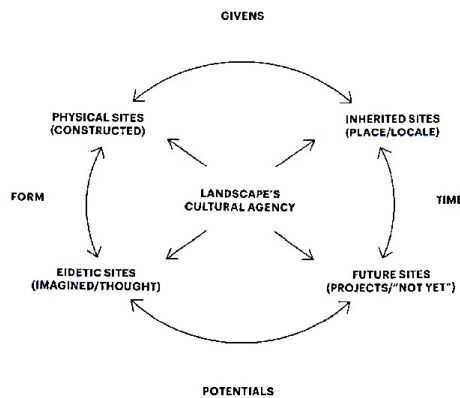 GIVENS
PHYSICAL SITES
(CONSTRUCTED)
INHERITED SITES
(PLACE/LOCALE)
FORM
LANDSCAPE'S
CULTURAL AGENCY
TIME
EIDETIC SITES
(IMAGINED/THOUGHT)
FUTURE SITES
(PROJECTS/"NOT YET")
POTENTIALS